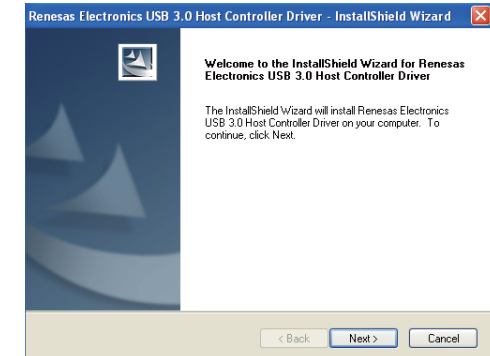 Renesas Electronics USB 3.0 Host Controller Driver - InstallShield Wizard
Welcome to the InstallShield Wizard for Renesas
Electronics USB 3.0 Host Controller Driver
The InstallShield Wizard will install Renesas Electronics
USB 3.0 Host Controller Driver on your computer. To
continue, click Next.
< Back Next > Cancel